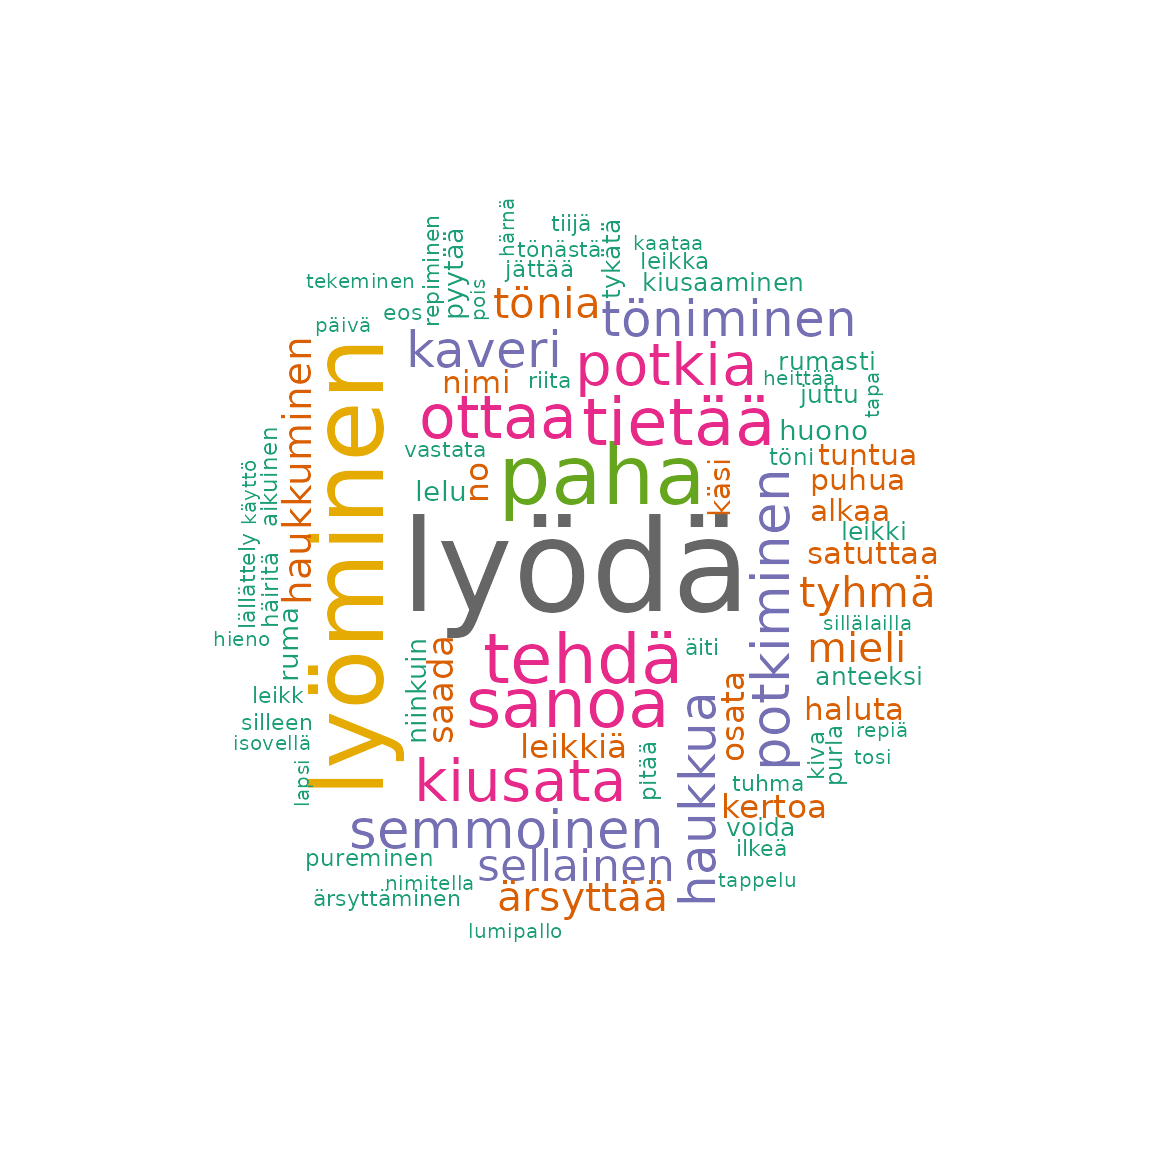 härnä
tiijä
tönästä
tykätä
kaataa
leikka
jättää
kiusaaminen
tekeminen
repiminen
pyytää
pois
tönia
töniminen
eos
päivä
kaveri
potkia
rumasti
nimi
riita
heittää
juttu
tapa
haukkuminen
lyöminen
ottaa
tietää
huono
vastata
paha
töni
tuntua
aikuinen
käyttö
lelu
no
käsi
puhua
alkaa
leikki
lyödä
potkiminen
satuttaa
lällättely
häiritä
tyhmä
sillälailla
hieno
ruma
niinkuin
saada
tehdä
äiti
mieli
anteeksi
leikk
sanoa
osata
haluta
silleen
isovellä
leikkiä
haukkua
repiä
kiva
purla
tosi
lapsi
kiusata
pitää
tuhma
kertoa
semmoinen
voida
ilkeä
pureminen
sellainen
tappelu
nimitella
ärsyttäminen
ärsyttää
lumipallo